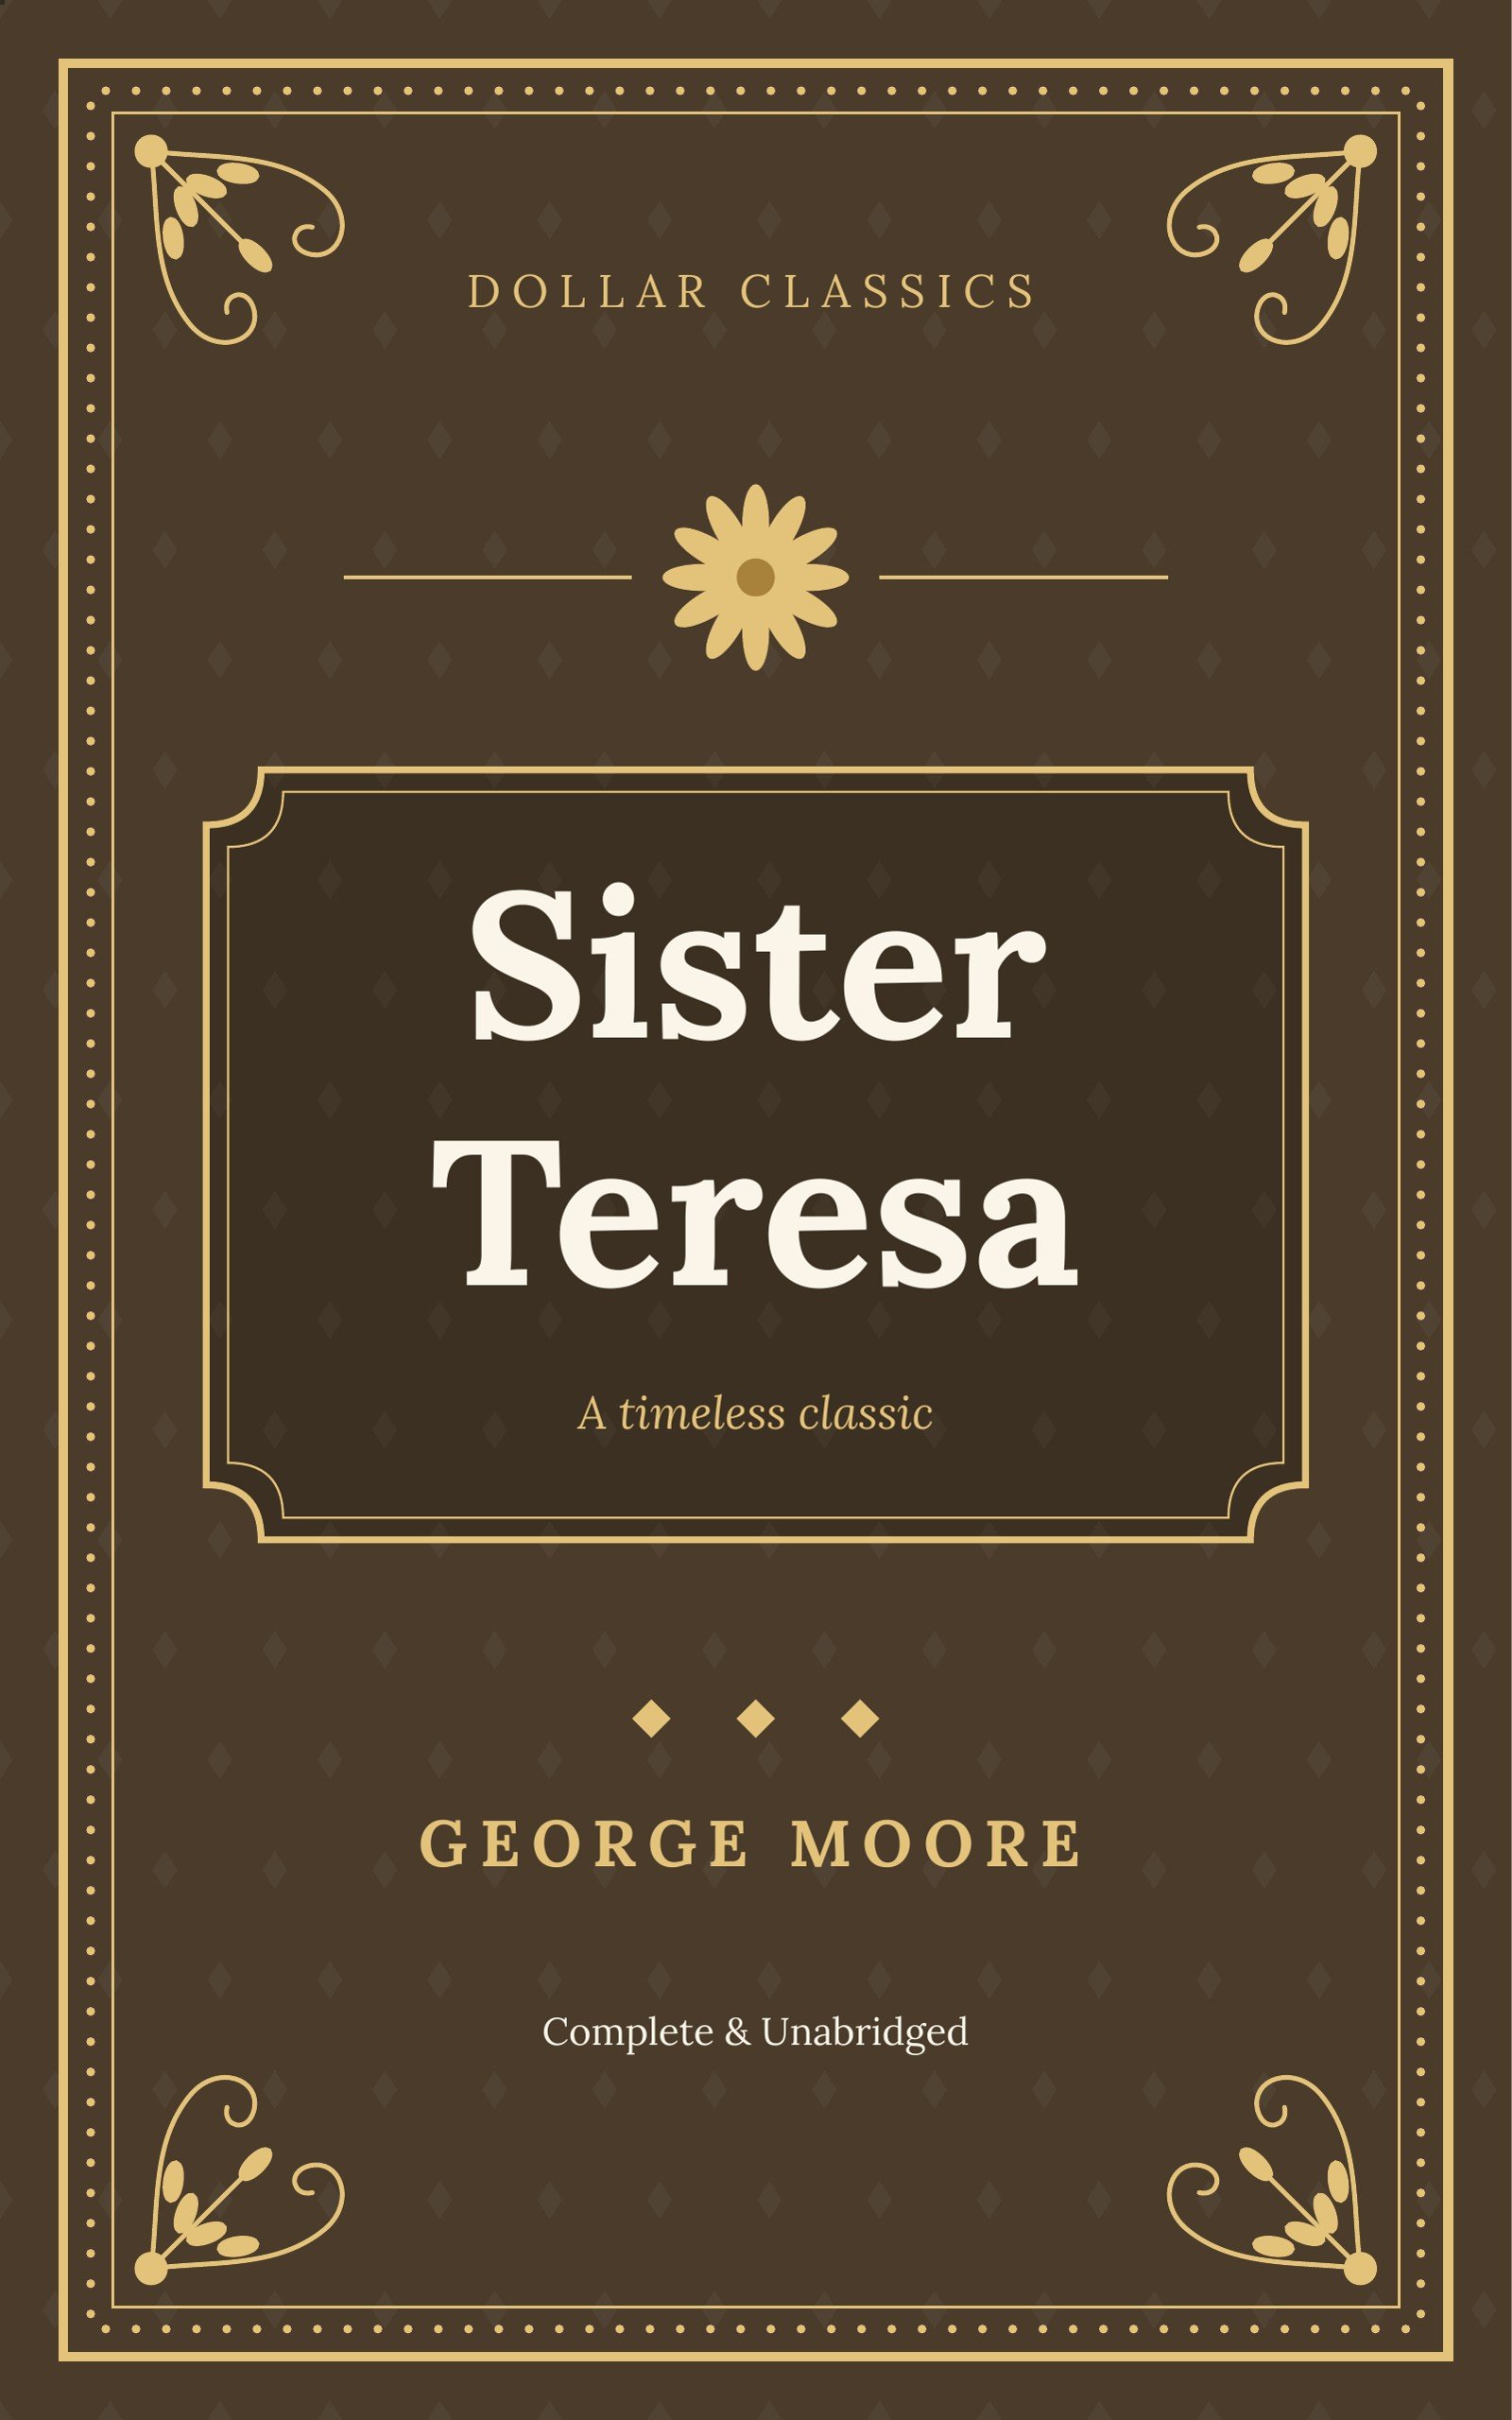 DOLLAR CLASSICS
Sister
Teresa
A timeless classic
GEORGE MOORE
Complete & Unabridged